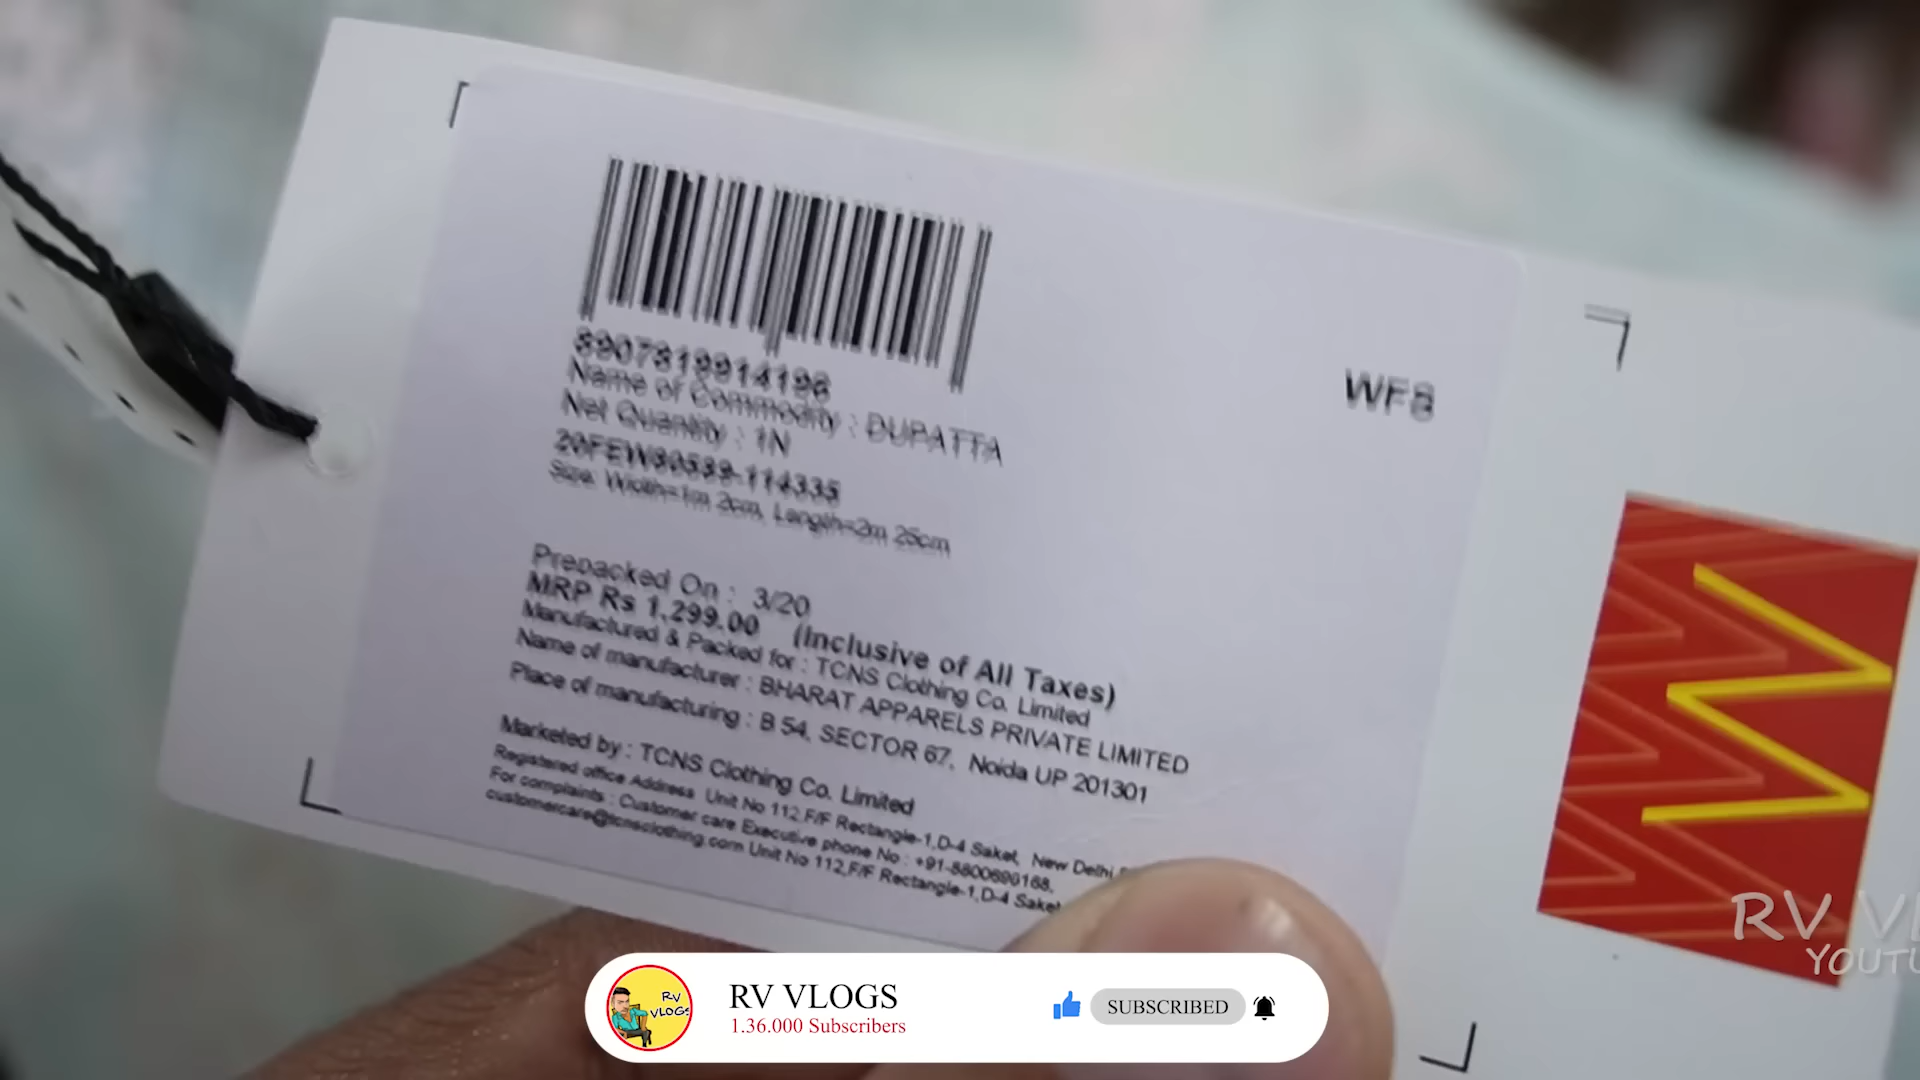 8907819914196
Name of Commodity : DUPATTA
Net Quantity : 1N
20FEW80539-114335
Size: Width=1m 2cm, Length=2m 25cm
WF8
Prepacked On : 3/20
MRP Rs 1,299.00 (Inclusive of All Taxes)
Manufactured & Packed for : TCNS Clothing Co. Limited
Name of manufacturer : BHARAT APPARELS PRIVATE LIMITED
Place of manufacturing : B 54, SECTOR 67, Noida UP 201301
Marketed by : TCNS Clothing Co. Limited
Registered office Address Unit No 112,F/F Rectangle-1,D-4 Saket, New Delhi
For complaints : Customer care Executive phone No : +91-8800690168,
customercare@tcnsclothing.com Unit No 112,F/F Rectangle-1,D-4 Saket
RV
YOUTU
RV VLOGS
RV VLOGS
1.36.000 Subscribers
SUBSCRIBED